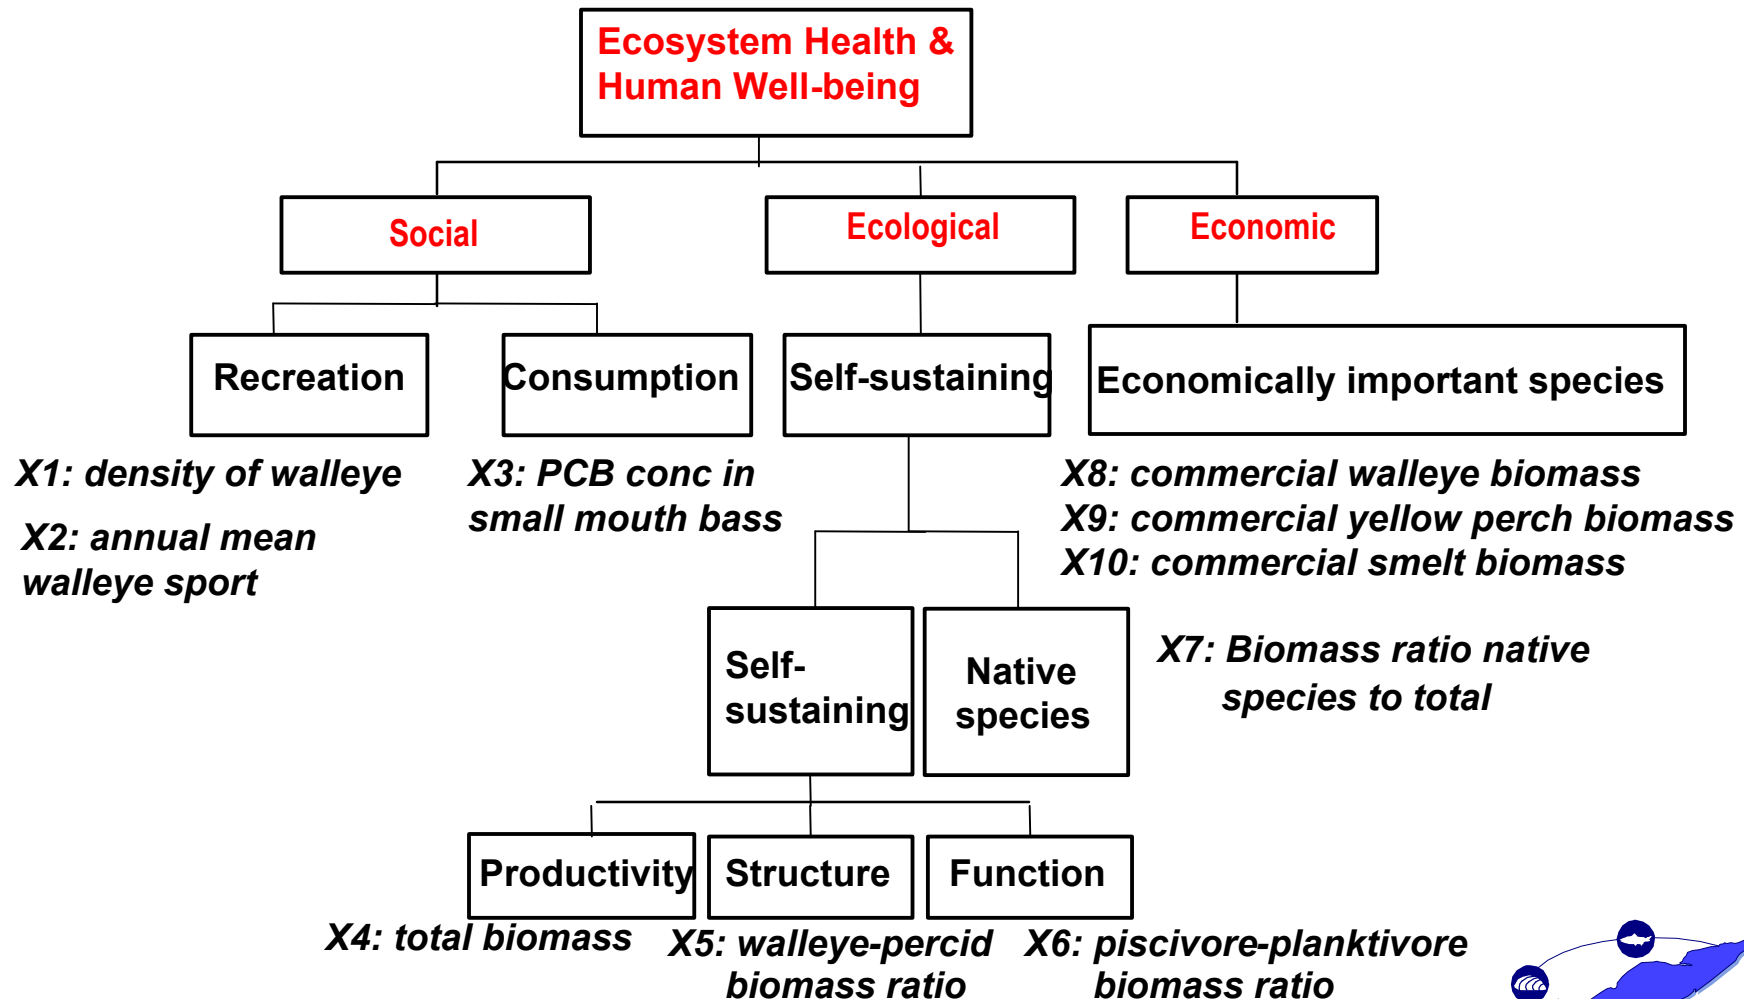 Ecosystem Health &
Human Well-being
Social
Ecological
Economic
Recreation
Consumption
Self-sustaining
Economically important species
X1: density of walleye
X2: annual mean
walleye sport
X3: PCB conc in
small mouth bass
X8: commercial walleye biomass
X9: commercial yellow perch biomass
X10: commercial smelt biomass
Self-
sustaining
Native
species
X7: Biomass ratio native
species to total
Productivity
Structure
Function
X4: total biomass
X5: walleye-percid
biomass ratio
X6: piscivore-planktivore
biomass ratio